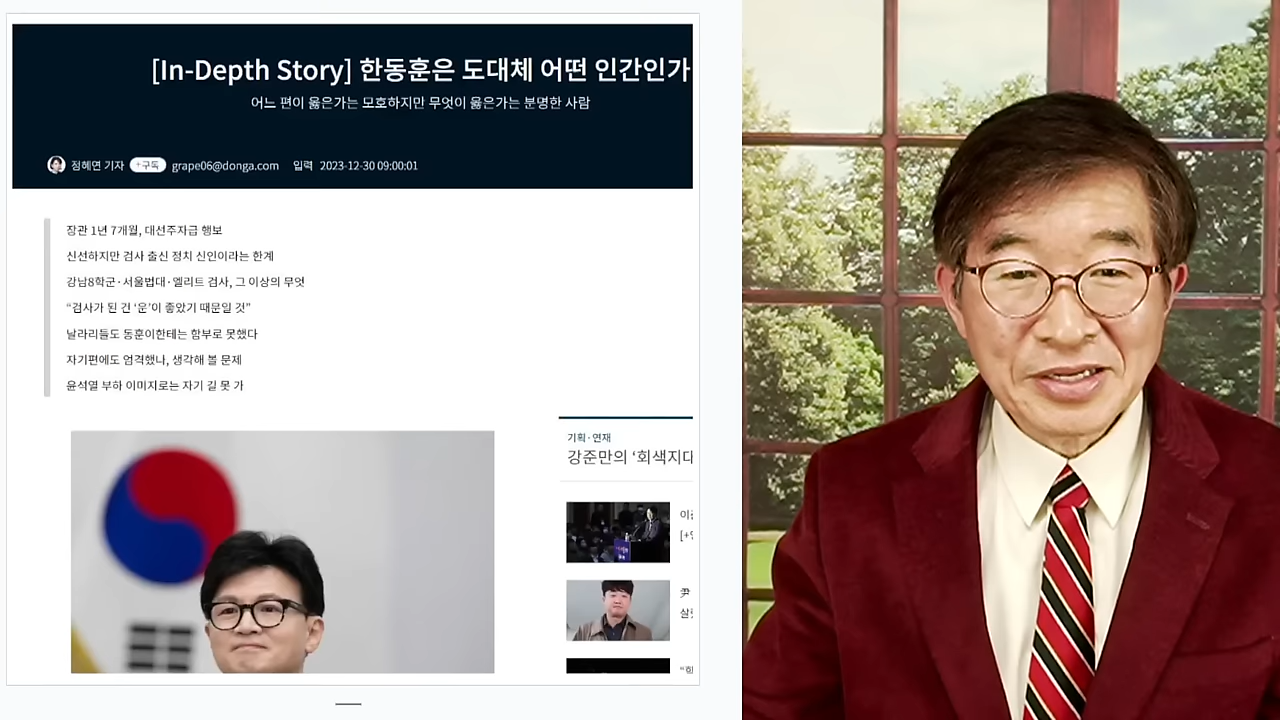 [In-Depth Story] 한동훈은 도대체 어떤 인간인가
어느 편이 옳은가는 모호하지만 무엇이 옳은가는 분명한 사람
정혜연 기자 +구독 grape06@donga.com 입력 2023-12-30 09:00:01
장관 1년 7개월, 대선주자급 행보
신선하지만 검사 출신 정치 신인이라는 한계
강남8학군·서울법대·엘리트 검사, 그 이상의 무엇
“검사가 된 건 ‘운’이 좋았기 때문일 것”
날라리들도 동훈이한테는 함부로 못했다
자기편에도 엄격했나, 생각해 볼 문제
윤석열 부하 이미지로는 자기 길 못 가
기획·연재
강준만의 ‘회색지대
尹